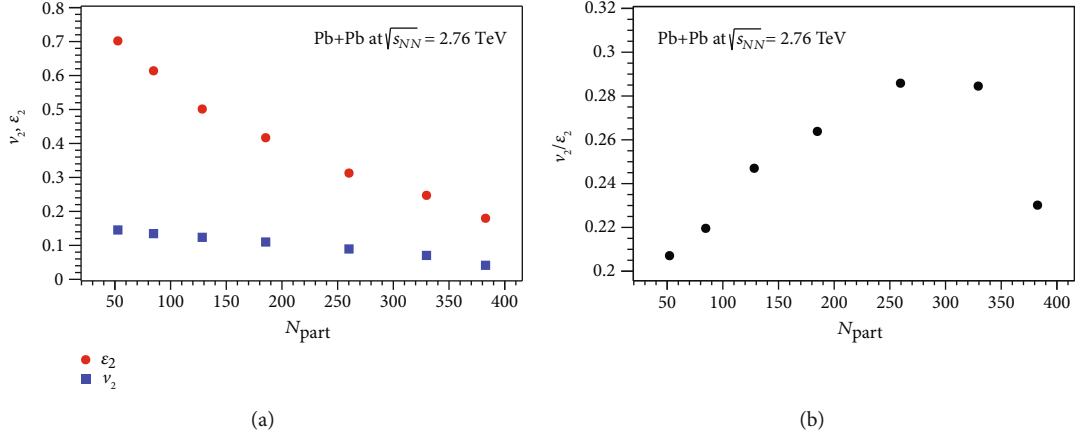 0.8
0.7
0.6
0.5
0.4
0.3
0.2
0.1
0
ν₂, ε₂
Pb+Pb at √sNN = 2.76 TeV
50 100 150 200 250 300 350 400
Npart
ε₂
ν₂
(a)
0.32
0.3
0.28
0.26
0.24
0.22
0.2
ν₂/ε₂
Pb+Pb at √sNN = 2.76 TeV
50 100 150 200 250 300 350 400
Npart
(b)